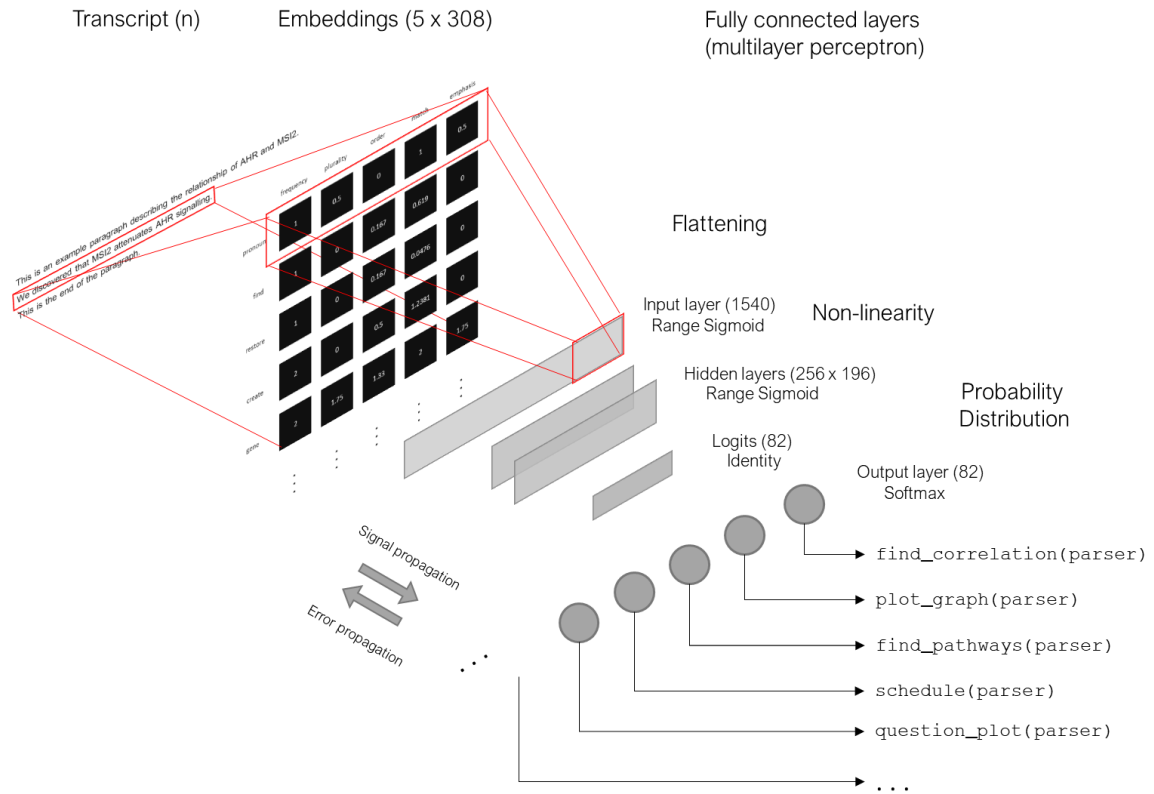 Transcript (n)
Embeddings (5 x 308)
Fully connected layers
(multilayer perceptron)
This is an example paragraph describing the relationship of AHR and MSI2.
We discovered that MSI2 attenuates AHR signalling.
This is the end of the paragraph.
frequency
plurality
order
match
emphasis
pronoun
1
0.5
0
1
0.5
find
1
0
0.167
0.619
0
restore
1
0
0.167
0.0476
0
create
2
0
0.5
1.2381
0
gene
2
1.75
1.33
2
1.75
Flattening
Input layer (1540)
Range Sigmoid
Non-linearity
Hidden layers (256 x 196)
Range Sigmoid
Probability
Distribution
Logits (82)
Identity
Output layer (82)
Softmax
Signal propagation
Error propagation
find_correlation(parser)
plot_graph(parser)
find_pathways(parser)
schedule(parser)
question_plot(parser)
...